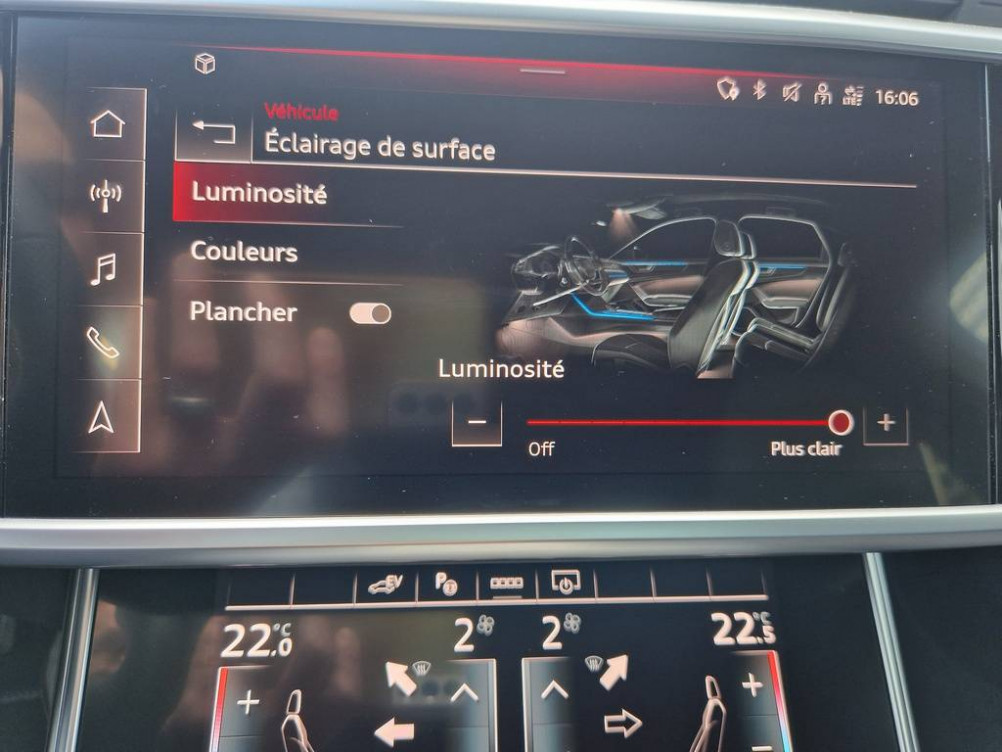 16:06
Véhicule
Éclairage de surface
Luminosité
Couleurs
Plancher
Luminosité
− +
Off Plus clair
EV P
22.0°C 2 2 22.5°C
+ +